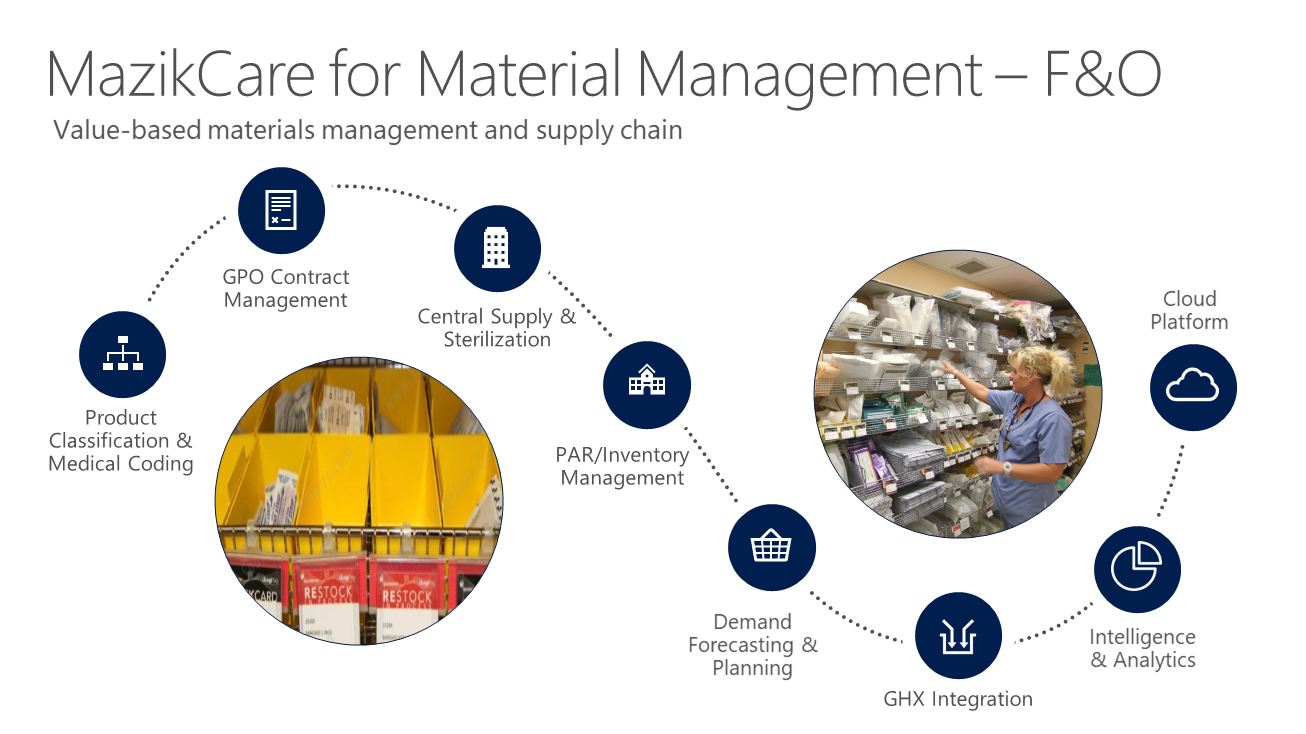 MazikCare for Material Management – F&O
Value-based materials management and supply chain
GPO Contract
Management
Central Supply &
Sterilization
Cloud
Platform
Product
Classification &
Medical Coding
PAR/Inventory
Management
RESTOCK
RESTOCK
Demand
Forecasting &
Planning
Intelligence
& Analytics
GHX Integration